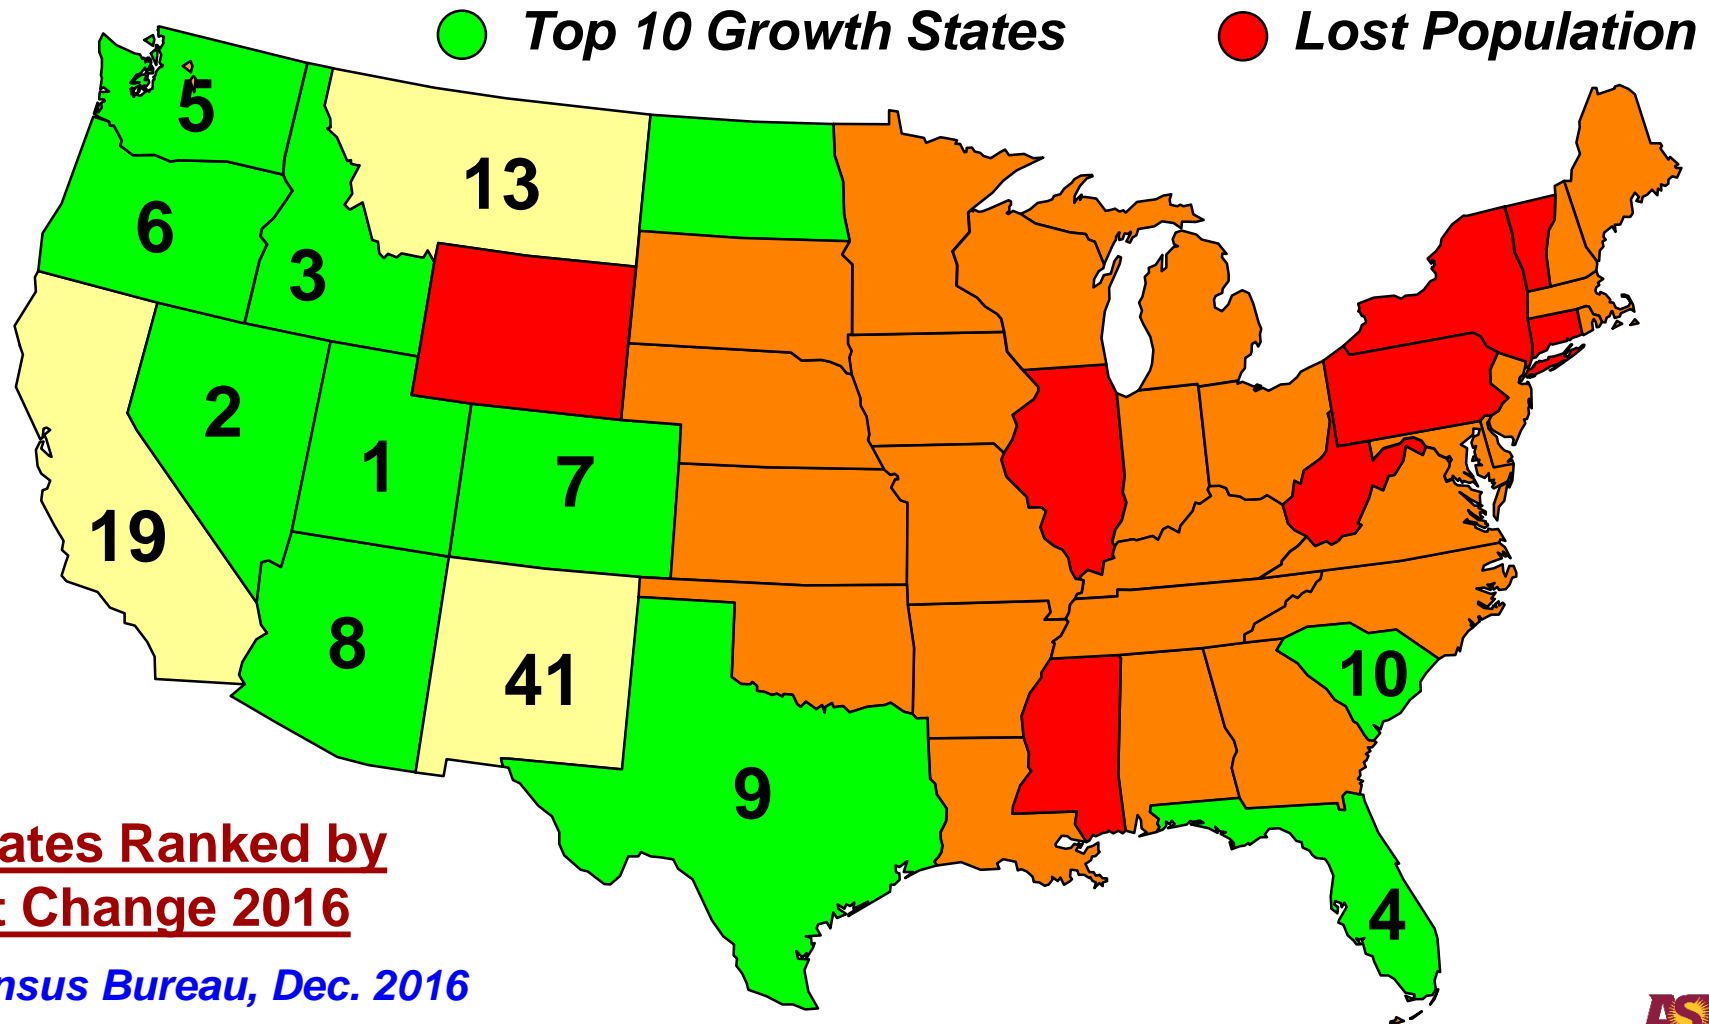 Top 10 Growth States
Lost Population
5
13
6
3
2
1
7
19
8
41
10
9
4
ates Ranked by
t Change 2016
nsus Bureau, Dec. 2016
AS